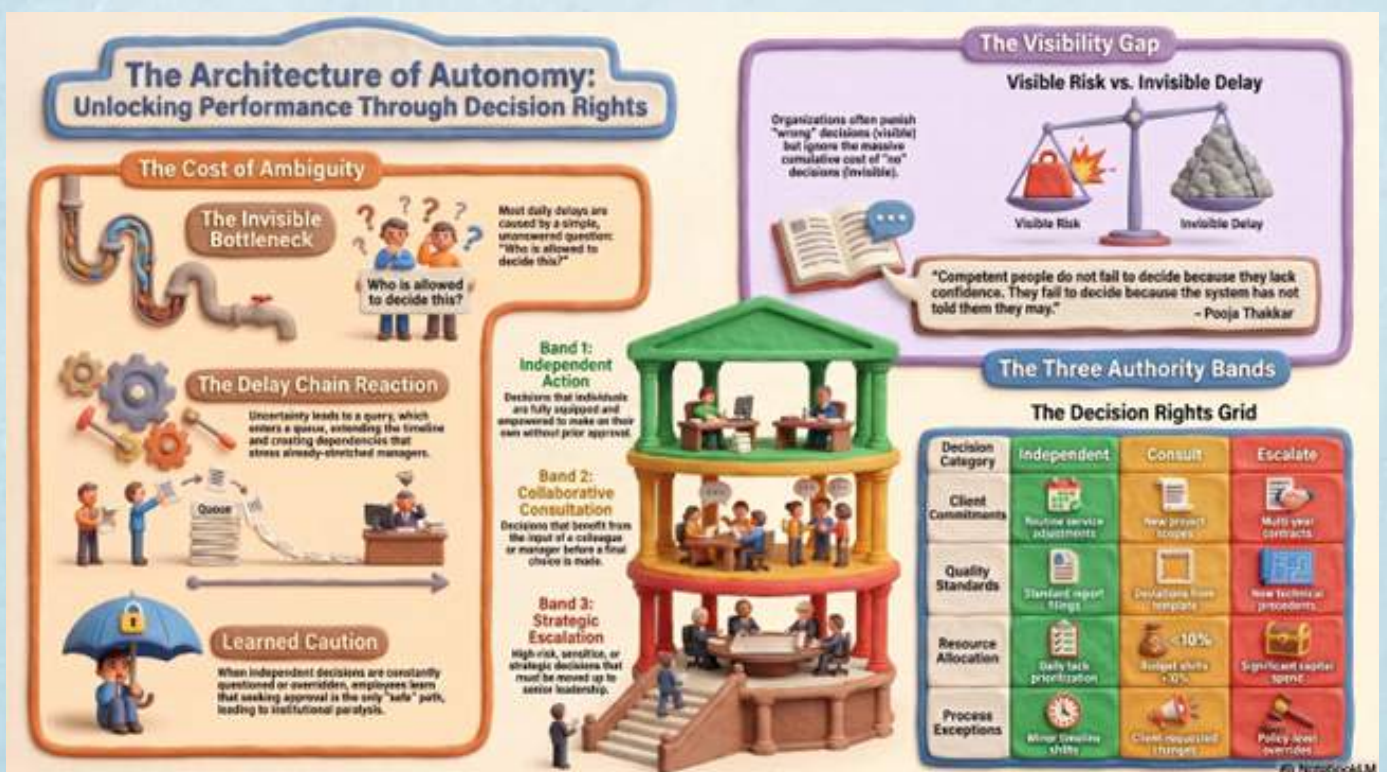 The Architecture of Autonomy:
Unlocking Performance Through Decision Rights
The Cost of Ambiguity
The Invisible
Bottleneck
Who is allowed
to decide this?
Most daily delays are
caused by a simple,
unanswered question:
"Who is allowed to
decide this?"
The Delay Chain Reaction
Uncertainty leads to a query, which
enters a queue, extending the timeline
and creating dependencies that
stress already-stretched managers.
Queue
Learned Caution
When independent decisions are constantly
questioned or overridden, employees learn
that seeking approval is the only "safe" path,
leading to institutional paralysis.
Band 1:
Independent
Action
Decisions that individuals
are fully equipped and
empowered to make on their
own without prior approval.
Band 2:
Collaborative
Consultation
Decisions that benefit from
the input of a colleague
or manager before a final
choice is made.
Band 3:
Strategic
Escalation
High-risk, sensitive, or
strategic decisions that
must be moved up to
senior leadership.
The Visibility Gap
Visible Risk vs. Invisible Delay
Organizations often punish
"wrong" decisions (visible)
but ignore the massive
cumulative cost of "no"
decisions (invisible).
Visible Risk
Invisible Delay
"Competent people do not fail to decide because they lack
confidence. They fail to decide because the system has not
told them they may."
– Pooja Thakkar
The Three Authority Bands
The Decision Rights Grid
Decision
Category
Independent
Consult
Escalate
Client
Commitments
Routine service
adjustments
New project
scopes
Multi-year
contracts
Quality
Standards
Standard report
filings
Deviations from
template
New technical
precedents
Resource
Allocation
Daily task
prioritization
<10%
Budget shifts
<10%
Significant capital
spend
Process
Exceptions
Minor timeline
shifts
Client-requested
changes
Policy-level
overrides
NotebookLM